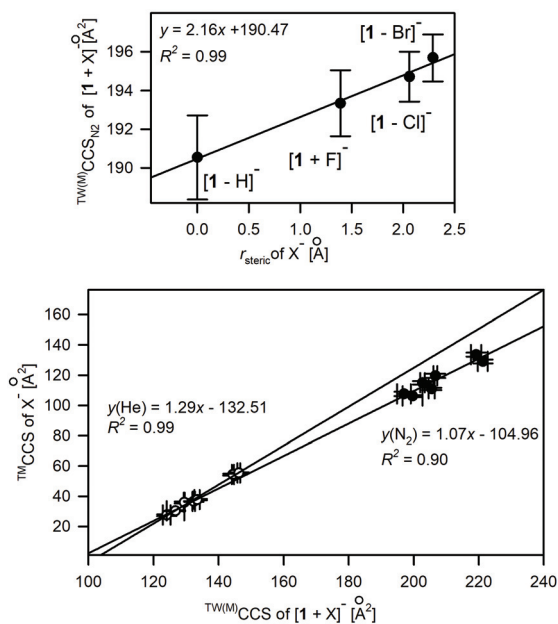 y = 2.16x +190.47
R² = 0.99
[1 - Br]⁻
[1 - Cl]⁻
[1 + F]⁻
[1 - H]⁻
196
194
192
190
0.0 0.5 1.0 1.5 2.0 2.5
TW(M)CCS_N2 of [1 + X]⁻ [Å²]
r_steric of X⁻ [Å]
160
140
120
100
80
60
40
20
y(He) = 1.29x - 132.51
R² = 0.99
y(N₂) = 1.07x - 104.96
R² = 0.90
100 120 140 160 180 200 220 240
TMCCS of X⁻ [Å²]
TW(M)CCS of [1 + X]⁻ [Å²]